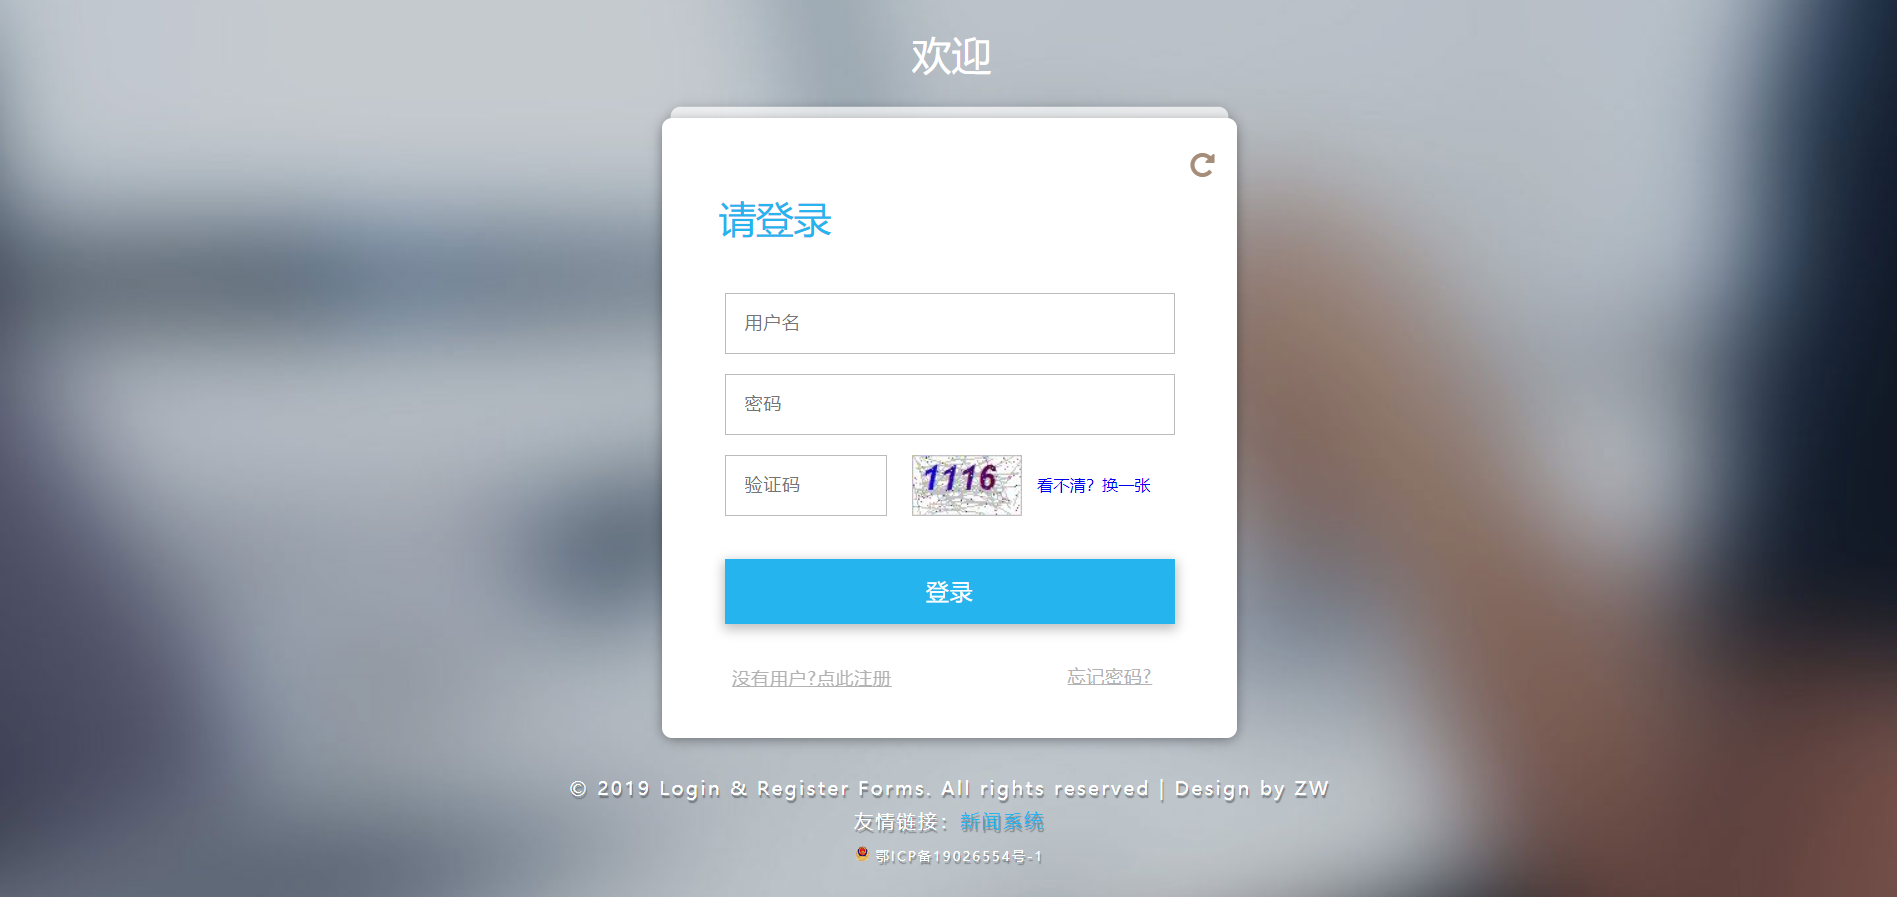 欢迎
请登录
用户名
密码
验证码 1116 看不清？换一张
登录
没有用户?点此注册 忘记密码?
© 2019 Login & Register Forms. All rights reserved | Design by ZW
友情链接：新闻系统
鄂ICP备19026554号-1